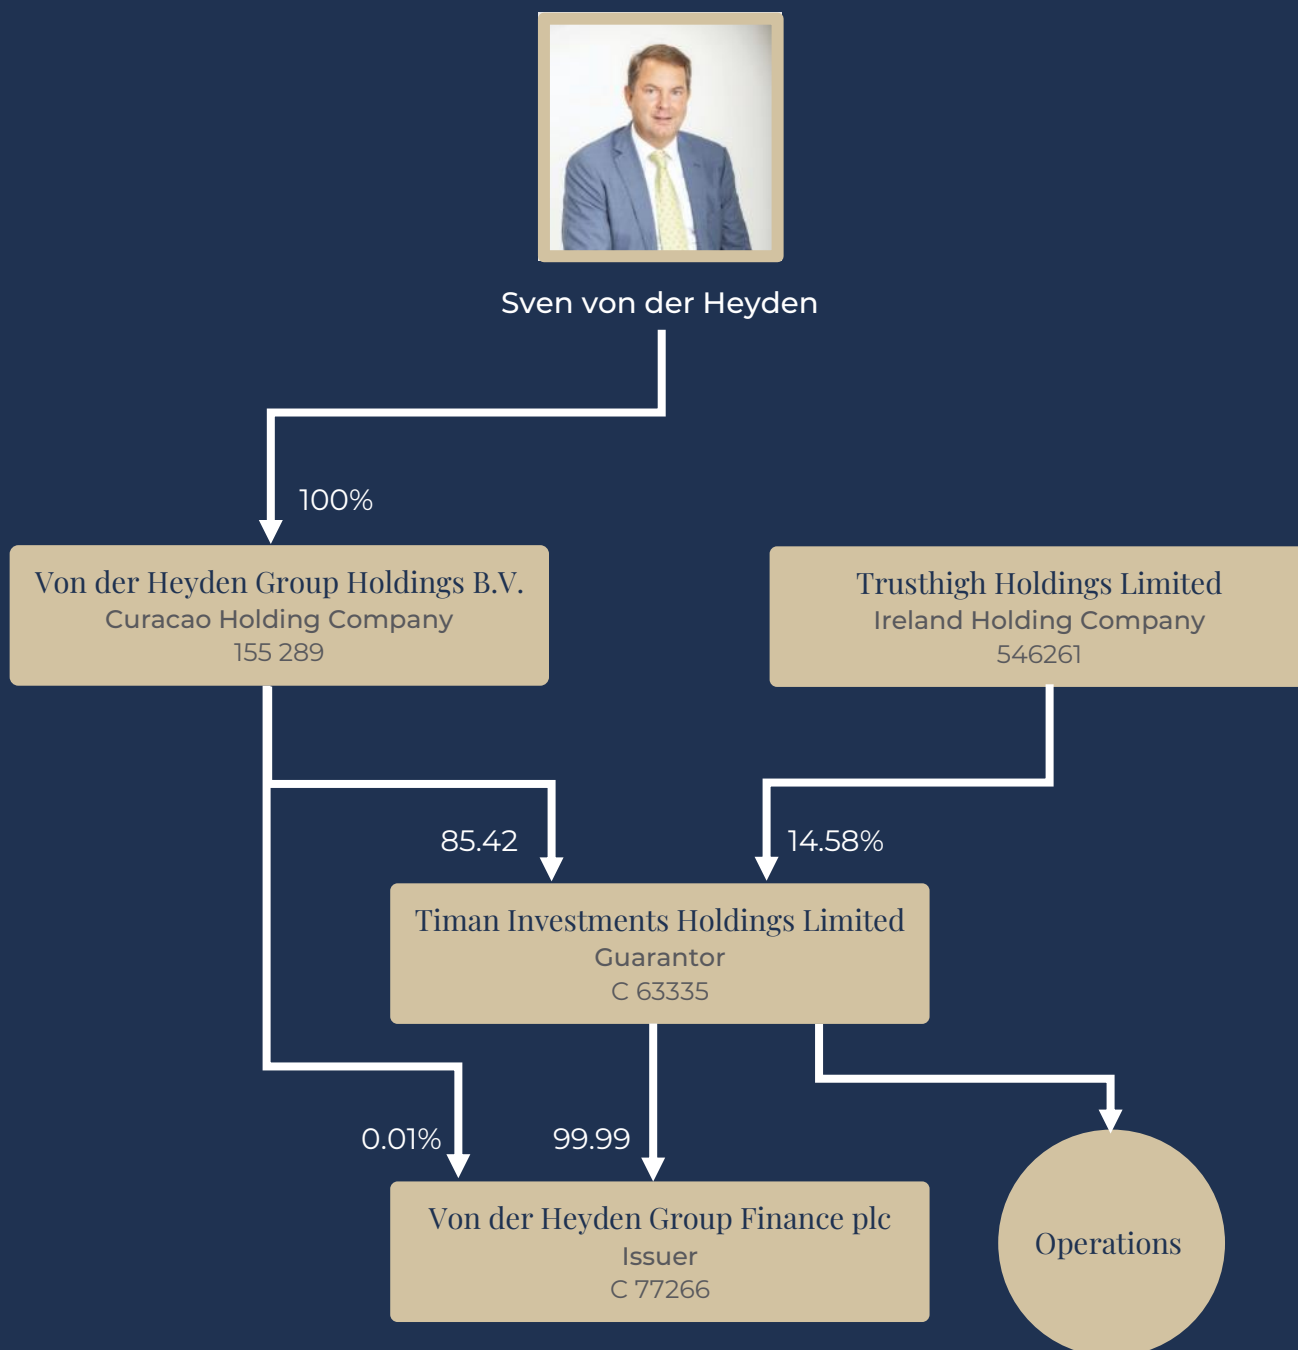 Sven von der Heyden
100%
Von der Heyden Group Holdings B.V.
Curacao Holding Company
155 289
Trusthigh Holdings Limited
Ireland Holding Company
546261
85.42
14.58%
Timan Investments Holdings Limited
Guarantor
C 63335
0.01%
99.99
Von der Heyden Group Finance plc
Issuer
C 77266
Operations